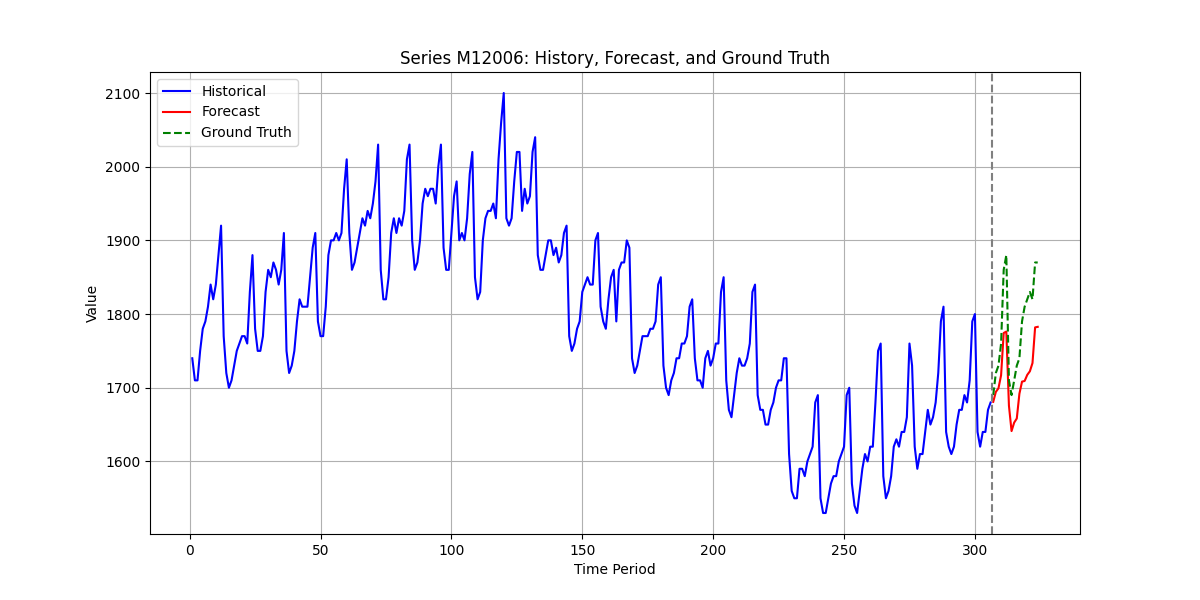 Series M12006: History, Forecast, and Ground Truth
Historical
Forecast
Ground Truth
Value
2100
2000
1900
1800
1700
1600
0 50 100 150 200 250 300
Time Period